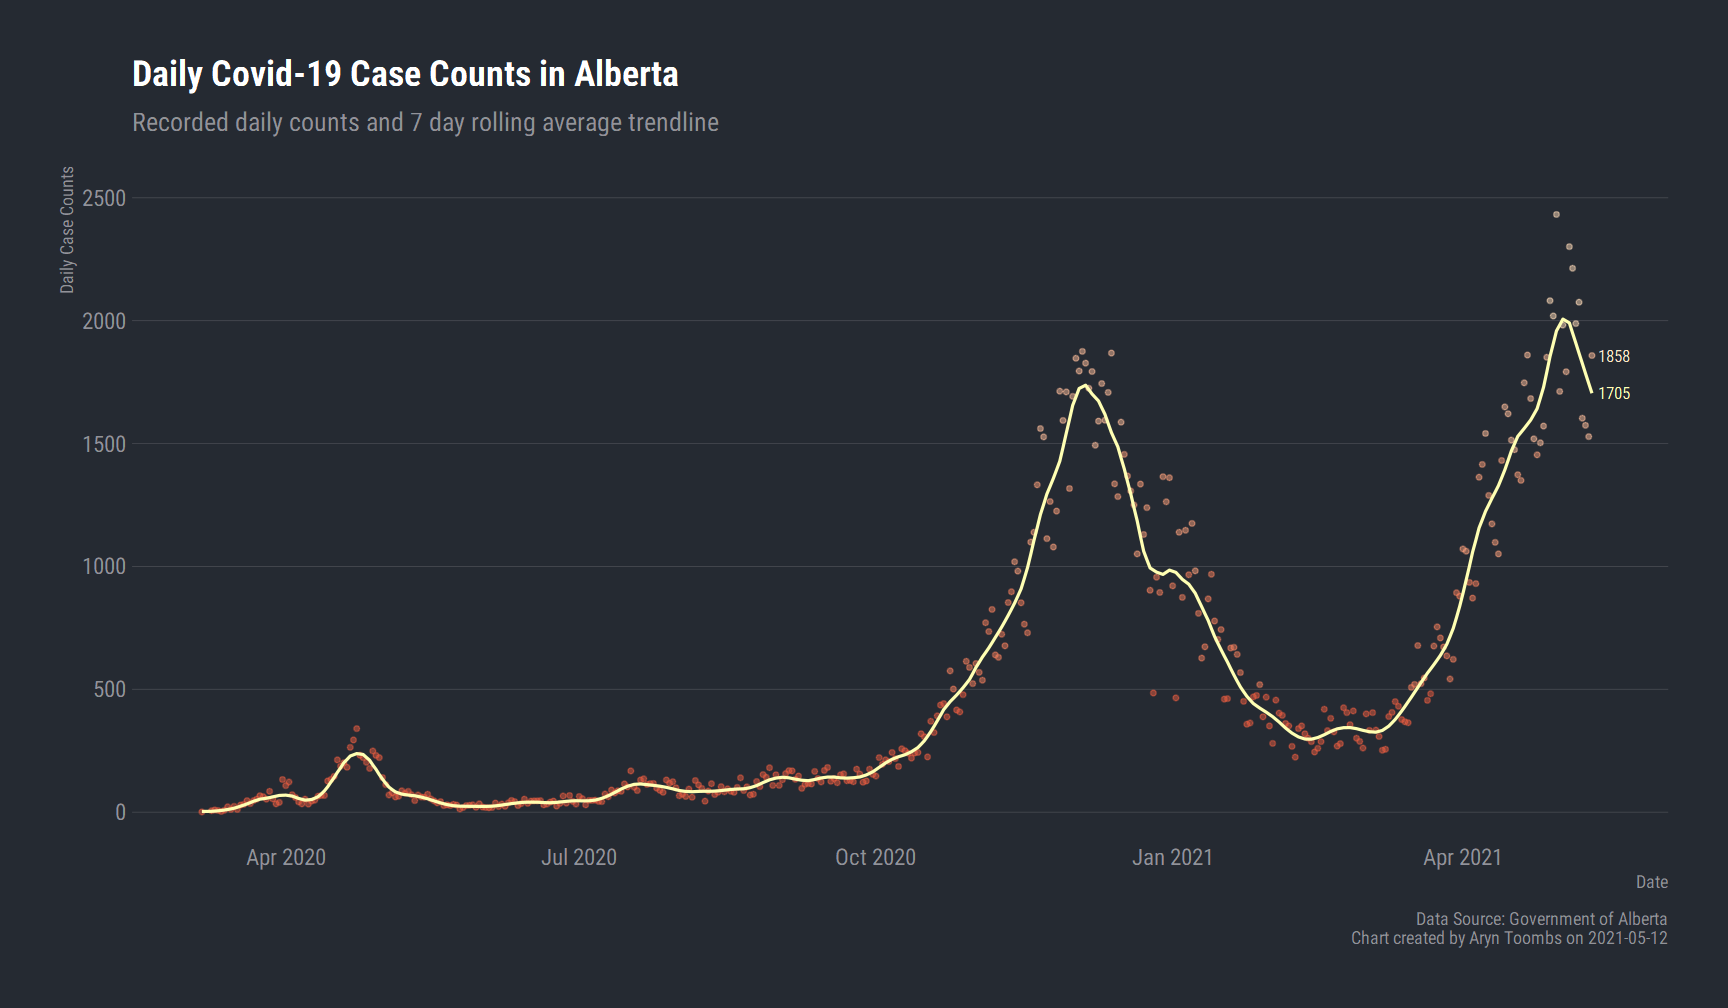 Daily Covid-19 Case Counts in Alberta
Recorded daily counts and 7 day rolling average trendline
Daily Case Counts
2500
2000
1500
1000
500
0
1858
1705
Apr 2020
Jul 2020
Oct 2020
Jan 2021
Apr 2021
Date
Data Source: Government of Alberta
Chart created by Aryn Toombs on 2021-05-12